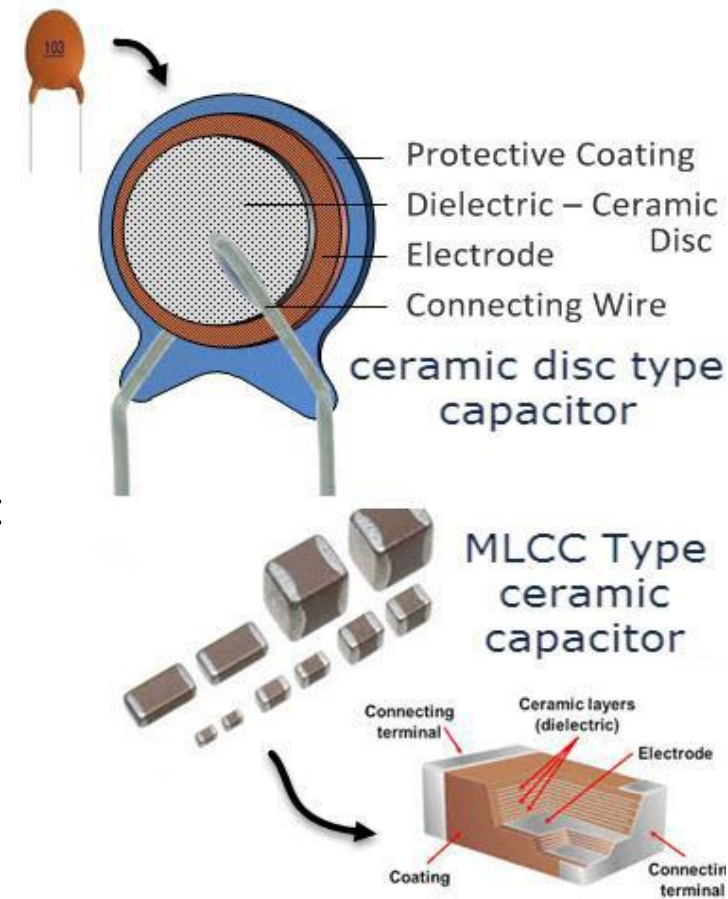 103
Protective Coating
Dielectric – Ceramic
Disc
Electrode
Connecting Wire
ceramic disc type
capacitor
:
MLCC Type
ceramic
capacitor
Connecting
terminal
Ceramic layers
(dielectric)
Electrode
Coating
Connectin
terminal